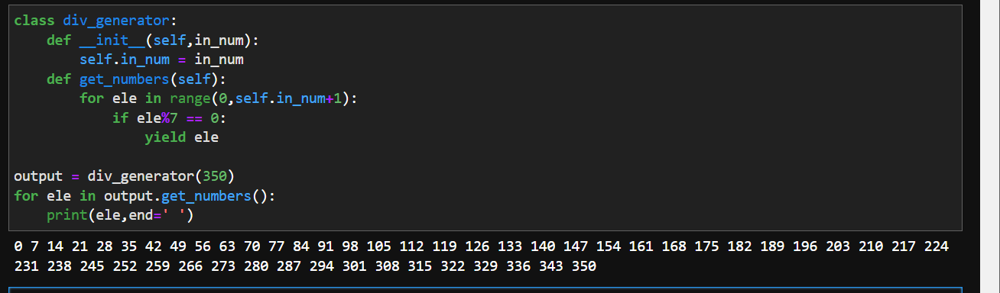 class div_generator:
    def __init__(self,in_num):
        self.in_num = in_num
    def get_numbers(self):
        for ele in range(0,self.in_num+1):
            if ele%7 == 0:
                yield ele

output = div_generator(350)
for ele in output.get_numbers():
    print(ele,end=' ')
0 7 14 21 28 35 42 49 56 63 70 77 84 91 98 105 112 119 126 133 140 147 154 161 168 175 182 189 196 203 210 217 224
231 238 245 252 259 266 273 280 287 294 301 308 315 322 329 336 343 350